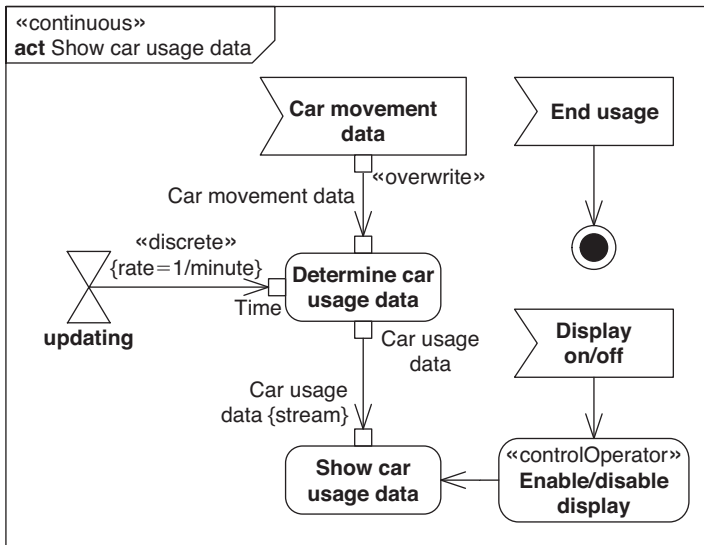 «continuous»
act Show car usage data
Car movement
data
End usage
«overwrite»
Car movement data
«discrete»
{rate=1/minute}
Determine car
usage data
Time
updating
Car usage
data
Display
on/off
Car usage
data {stream}
Show car
usage data
«controlOperator»
Enable/disable
display